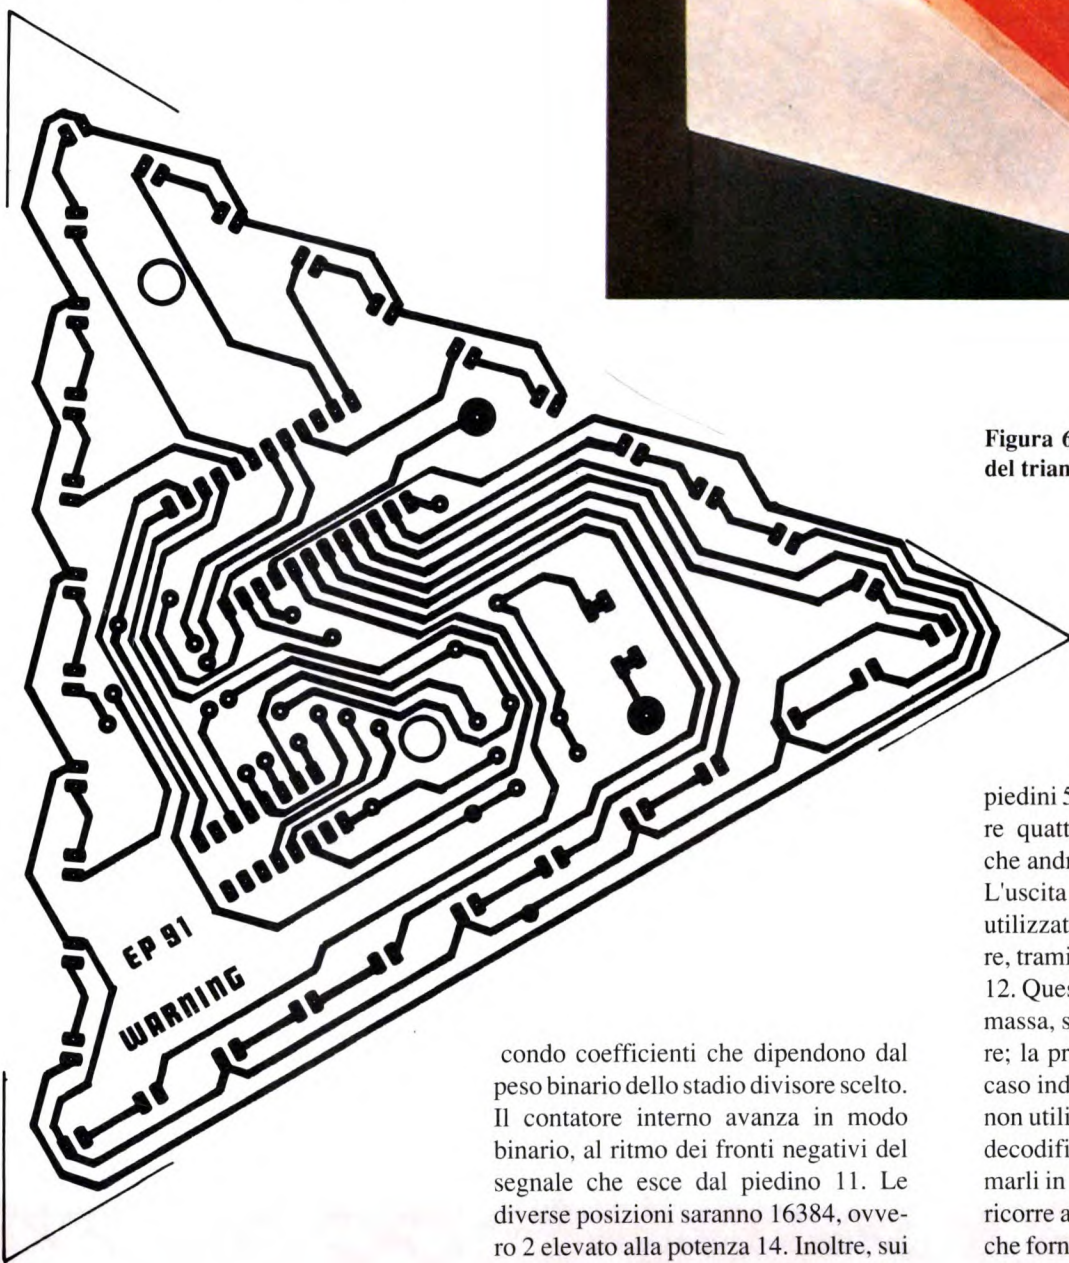 Figura 6
del trian
EP 91
WARNING
condo coefficienti che dipendono dal
peso binario dello stadio divisore scelto.
Il contatore interno avanza in modo
binario, al ritmo dei fronti negativi del
segnale che esce dal piedino 11. Le
diverse posizioni saranno 16384, ovve-
ro 2 elevato alla potenza 14. Inoltre, sui
piedini 5
re quatt
che andr
L'uscita
utilizzat
re, trami
12. Ques
massa, s
re; la pr
caso ind
non utili
decodifi
marli in
ricorre a
che forn